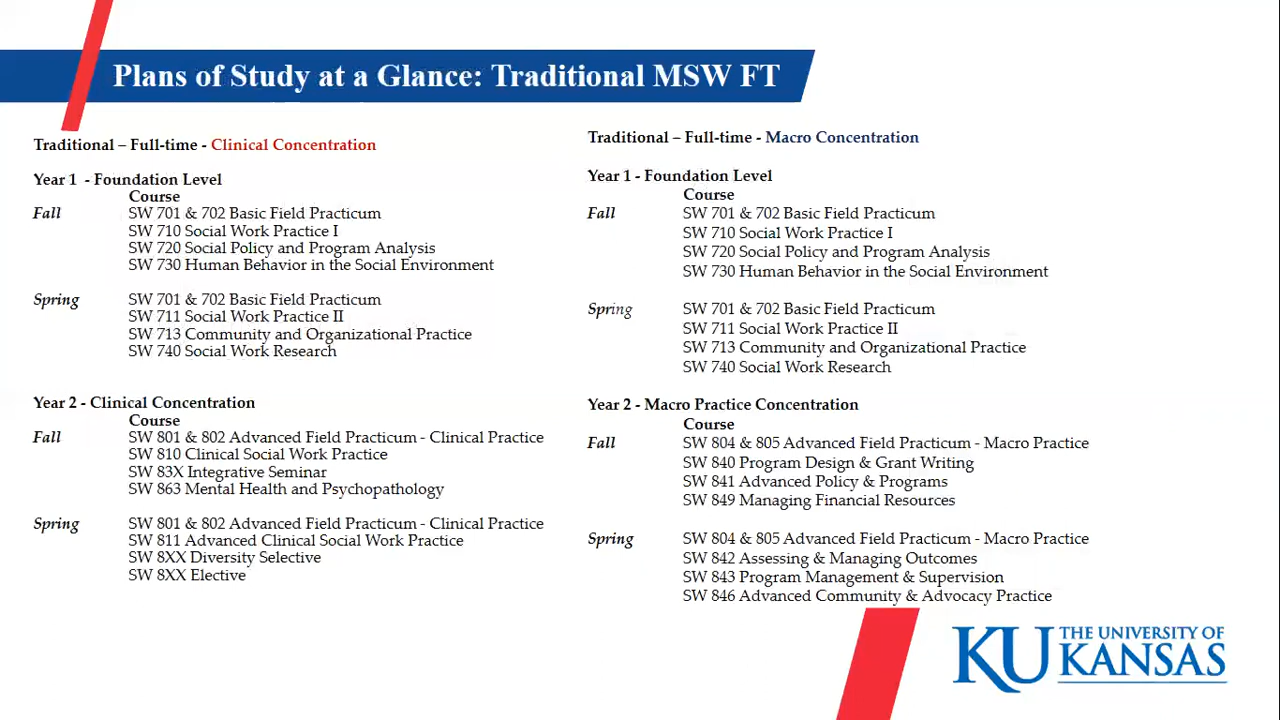 Plans of Study at a Glance: Traditional MSW FT
Traditional – Full-time - Clinical Concentration
Year 1 - Foundation Level
Course
Fall SW 701 & 702 Basic Field Practicum
SW 710 Social Work Practice I
SW 720 Social Policy and Program Analysis
SW 730 Human Behavior in the Social Environment
Spring SW 701 & 702 Basic Field Practicum
SW 711 Social Work Practice II
SW 713 Community and Organizational Practice
SW 740 Social Work Research
Year 2 - Clinical Concentration
Course
Fall SW 801 & 802 Advanced Field Practicum - Clinical Practice
SW 810 Clinical Social Work Practice
SW 83X Integrative Seminar
SW 863 Mental Health and Psychopathology
Spring SW 801 & 802 Advanced Field Practicum - Clinical Practice
SW 811 Advanced Clinical Social Work Practice
SW 8XX Diversity Selective
SW 8XX Elective
Traditional – Full-time - Macro Concentration
Year 1 - Foundation Level
Course
Fall SW 701 & 702 Basic Field Practicum
SW 710 Social Work Practice I
SW 720 Social Policy and Program Analysis
SW 730 Human Behavior in the Social Environment
Spring SW 701 & 702 Basic Field Practicum
SW 711 Social Work Practice II
SW 713 Community and Organizational Practice
SW 740 Social Work Research
Year 2 - Macro Practice Concentration
Course
Fall SW 804 & 805 Advanced Field Practicum - Macro Practice
SW 840 Program Design & Grant Writing
SW 841 Advanced Policy & Programs
SW 849 Managing Financial Resources
Spring SW 804 & 805 Advanced Field Practicum - Macro Practice
SW 842 Assessing & Managing Outcomes
SW 843 Program Management & Supervision
SW 846 Advanced Community & Advocacy Practice
KU THE UNIVERSITY OF
KANSAS